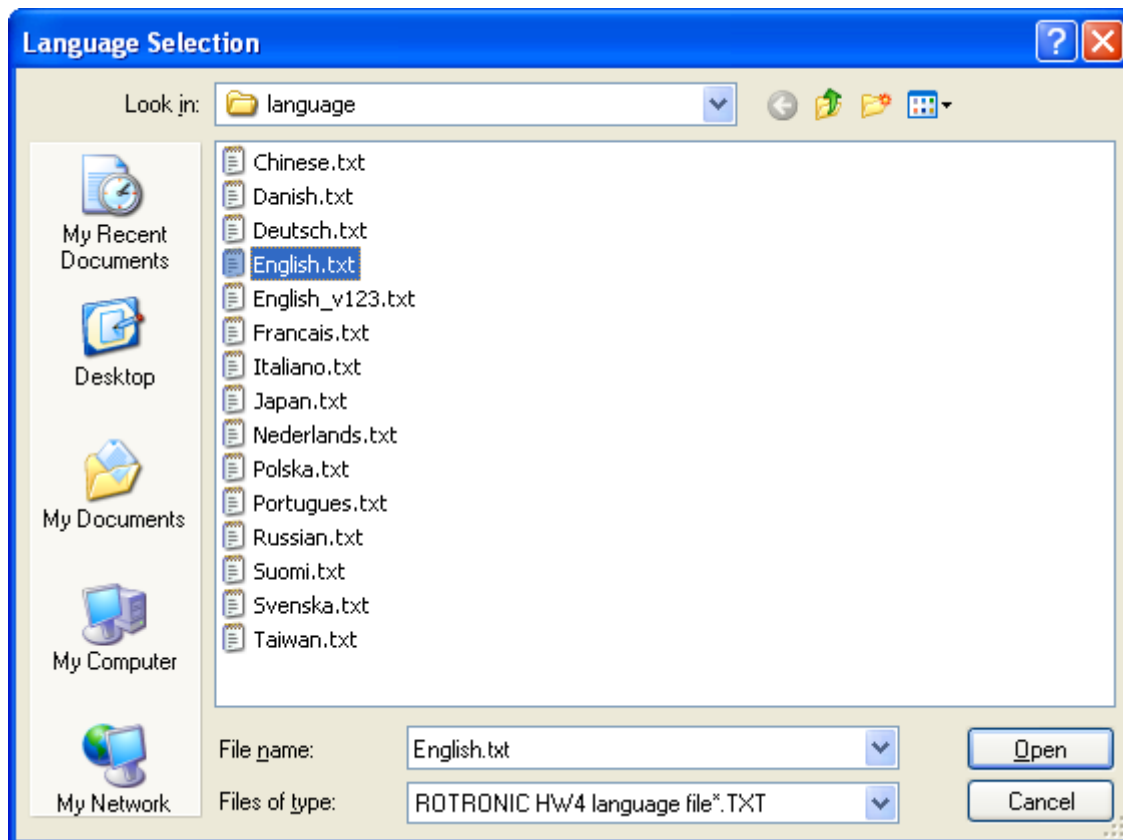 Language Selection
Look in: language
My Recent
Documents
Desktop
My Documents
My Computer
My Network
Chinese.txt
Danish.txt
Deutsch.txt
English.txt
English_v123.txt
Francais.txt
Italiano.txt
Japan.txt
Nederlands.txt
Polska.txt
Portugues.txt
Russian.txt
Suomi.txt
Svenska.txt
Taiwan.txt
File name: English.txt Open
Files of type: ROTRONIC HW4 language file*.TXT Cancel